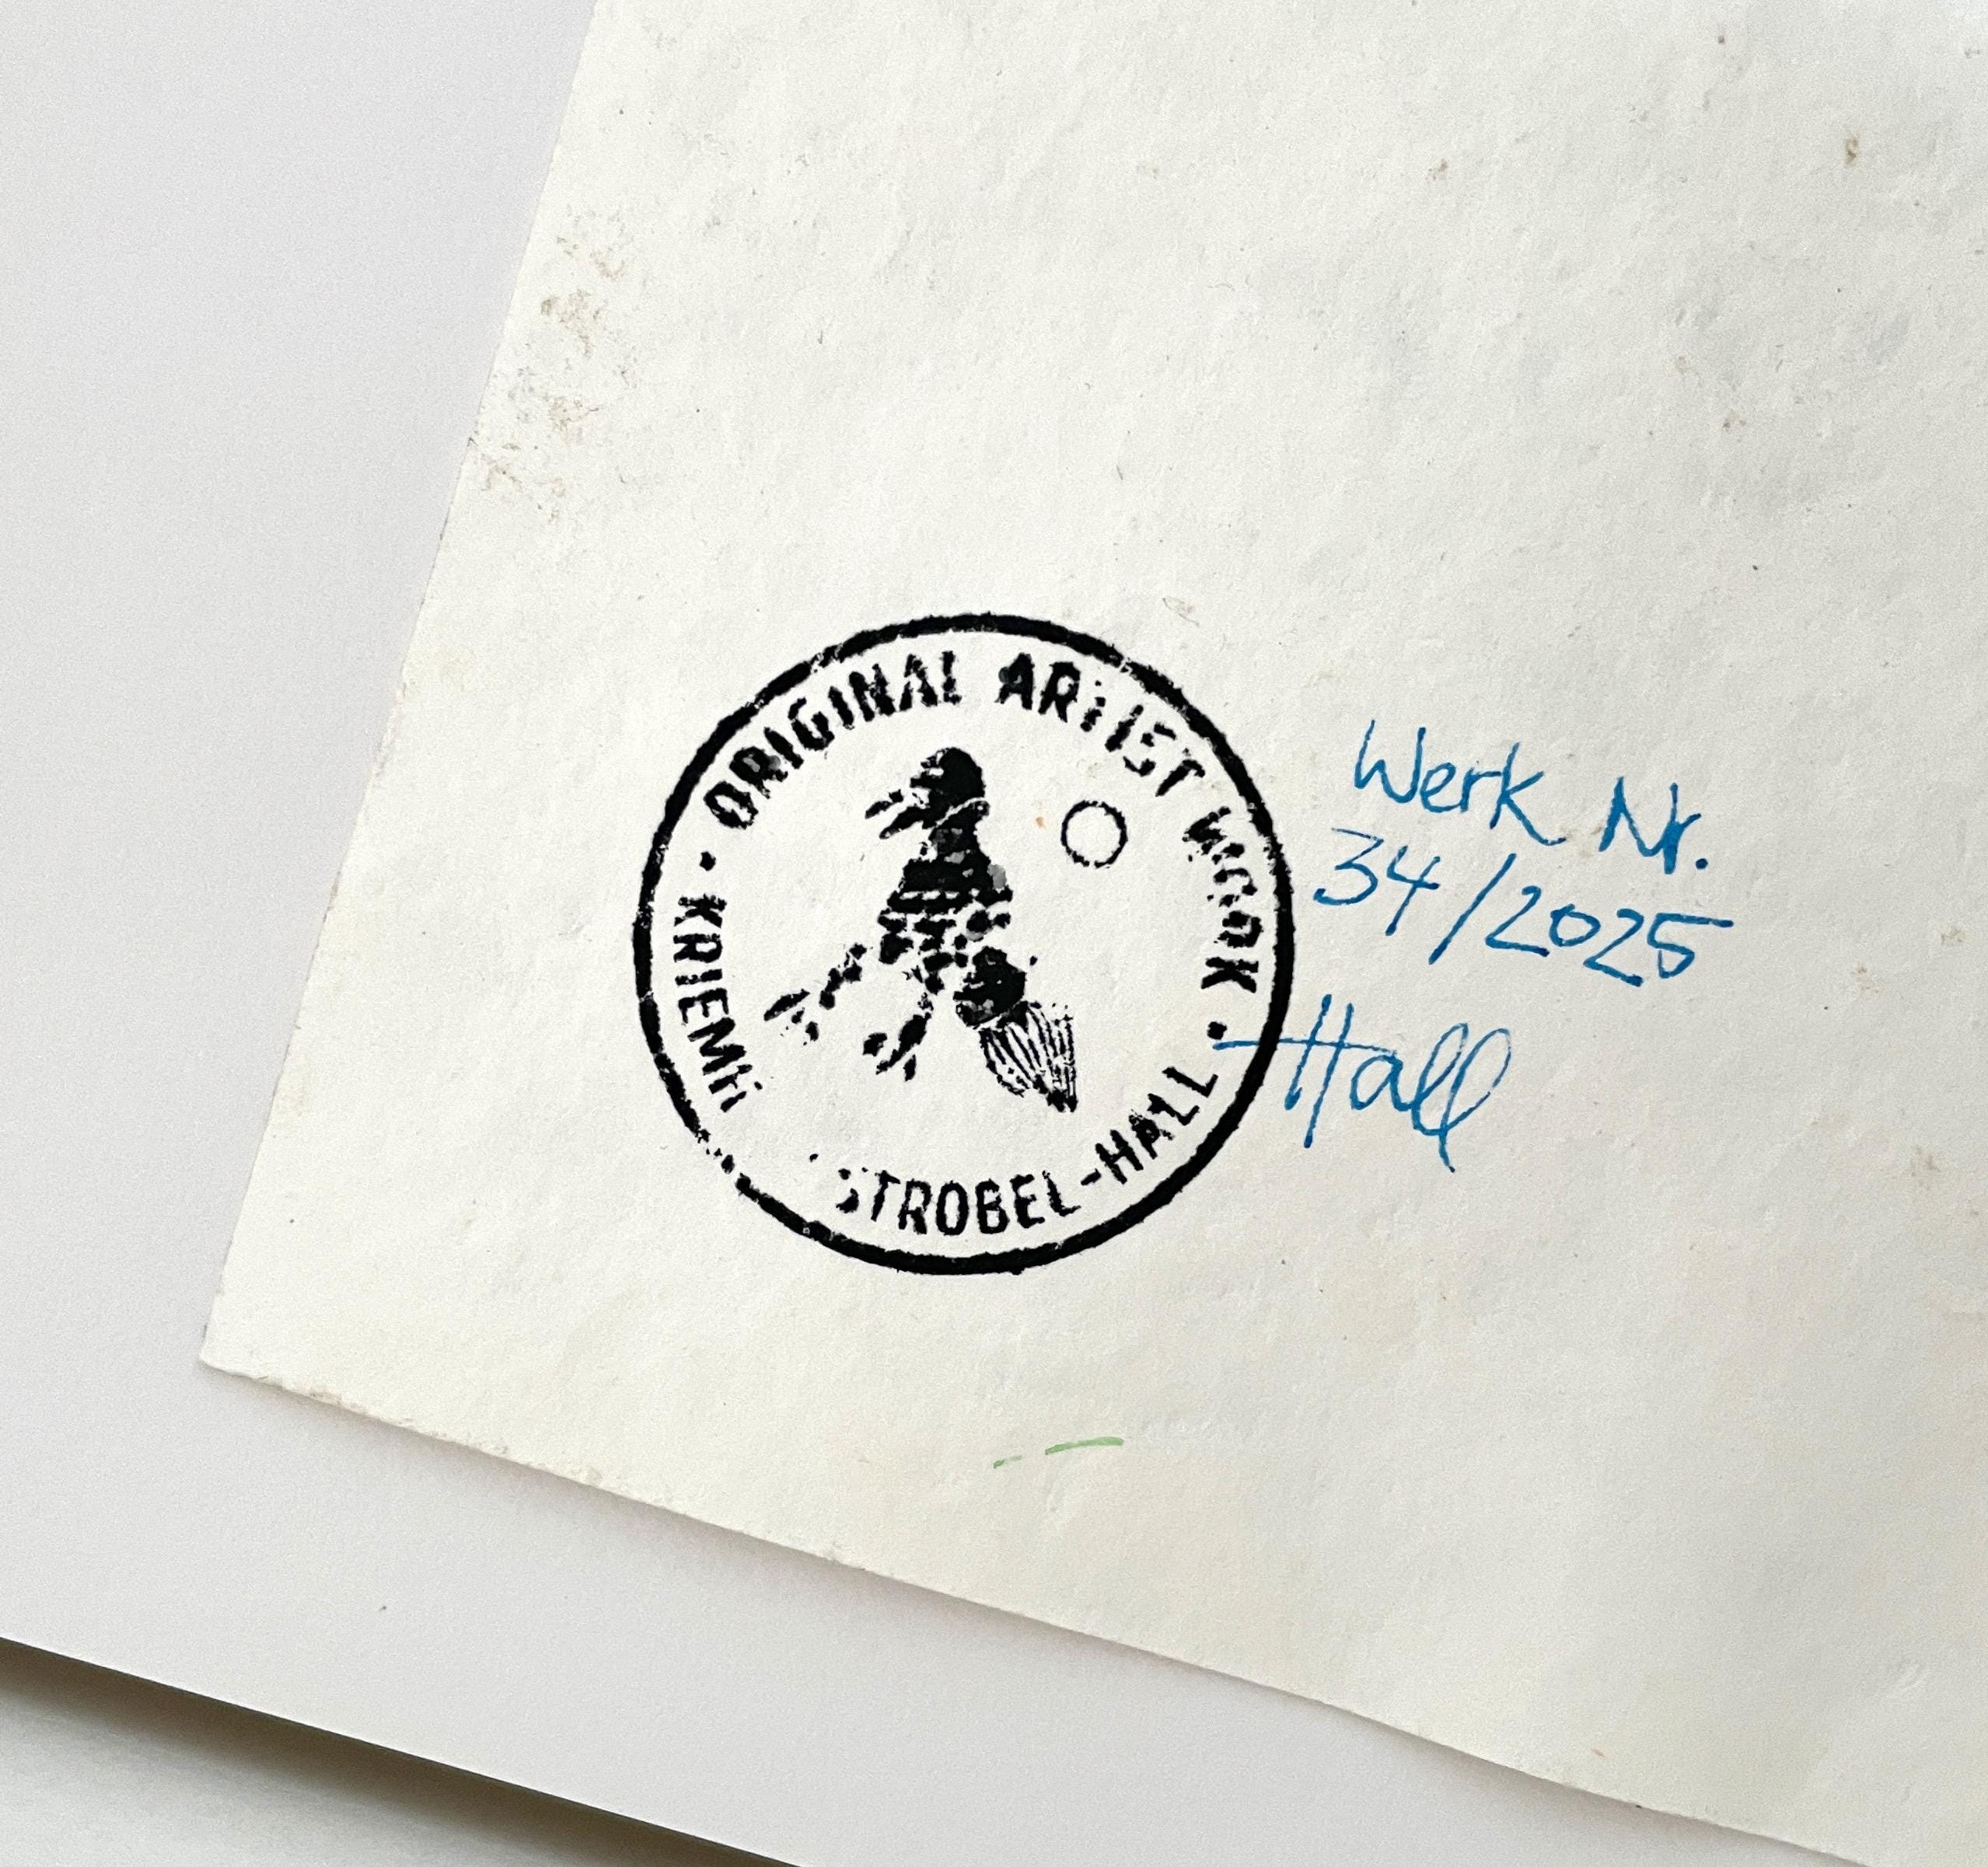 · ORIGINAL ARTIST WORK ·
STROBEL-HALL
Werk Nr.
34/2025
Hall